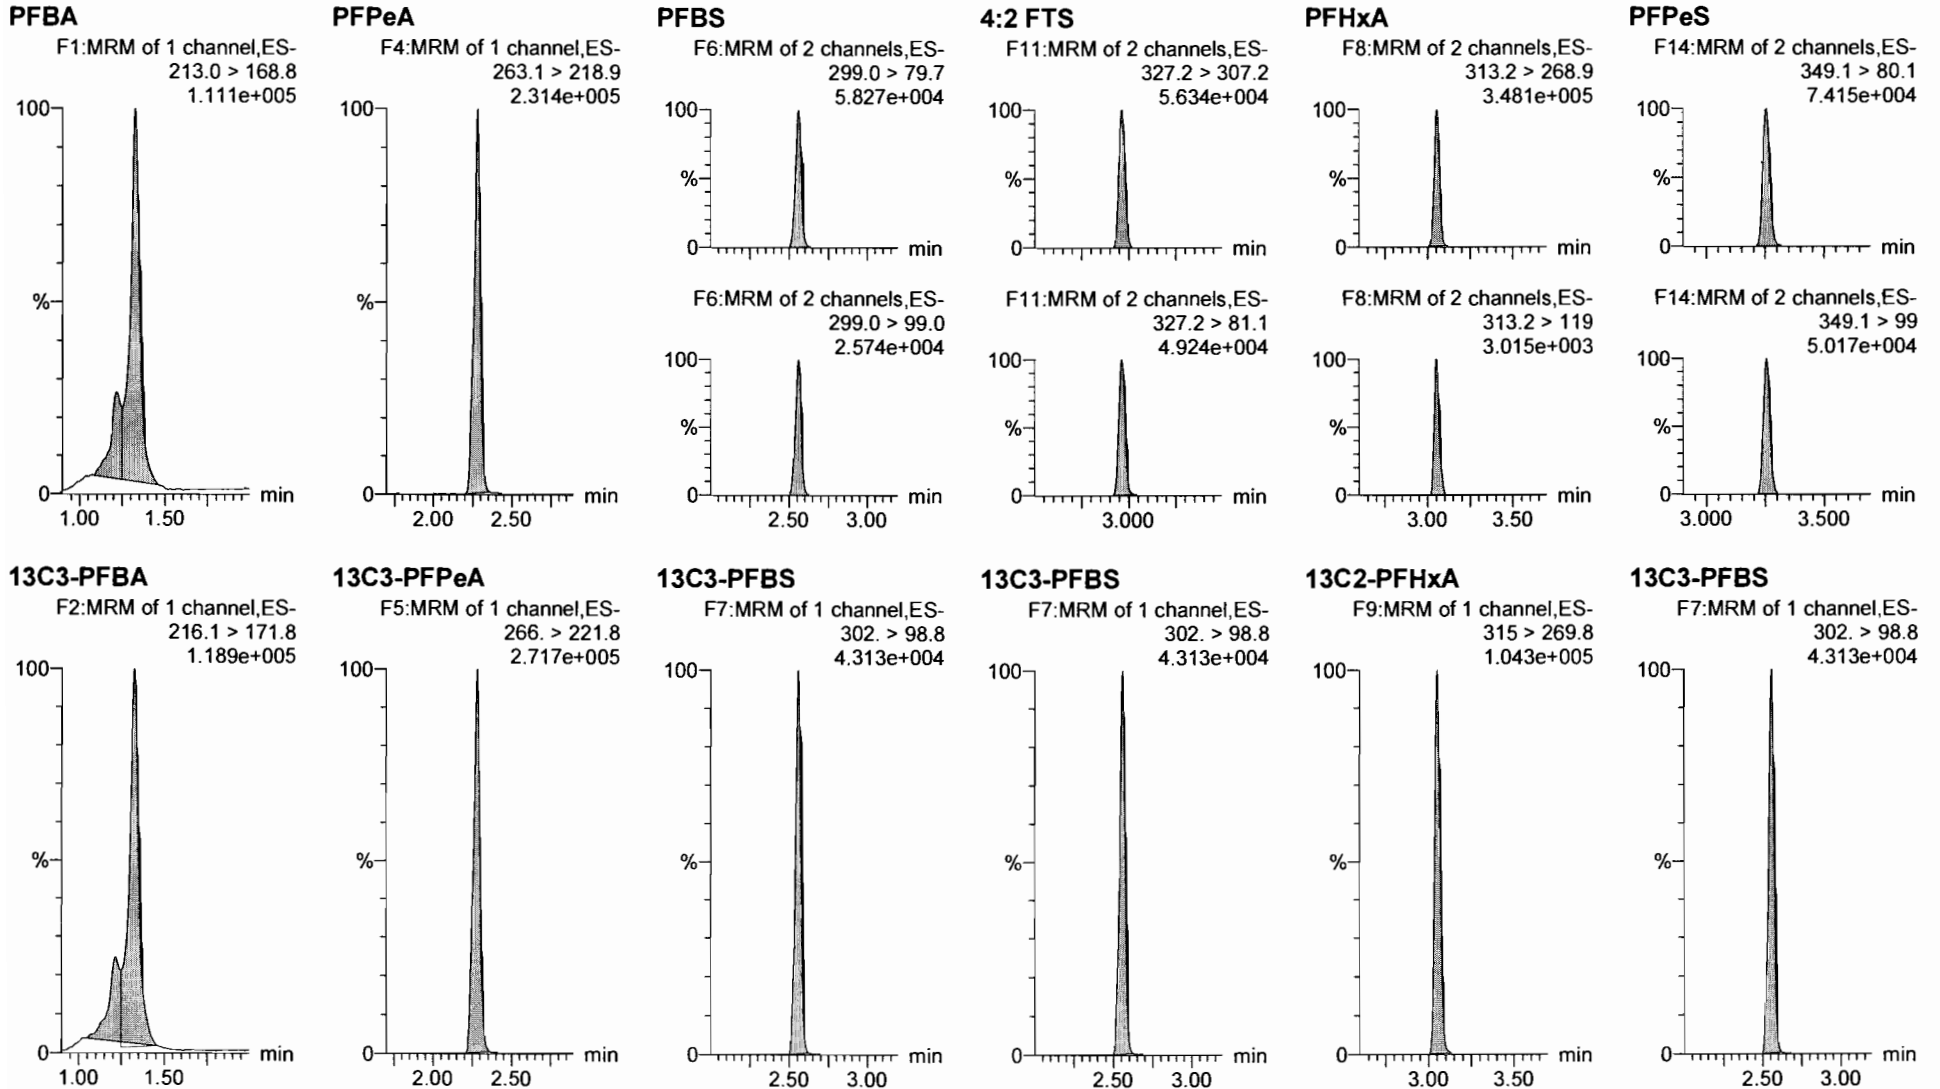 PFBA
F1:MRM of 1 channel,ES-
213.0 > 168.8
1.111e+005
100
%
0
min
1.00 1.50
PFPeA
F4:MRM of 1 channel,ES-
263.1 > 218.9
2.314e+005
100
%
0
min
2.00 2.50
PFBS
F6:MRM of 2 channels,ES-
299.0 > 79.7
5.827e+004
100
%
0
min
F6:MRM of 2 channels,ES-
299.0 > 99.0
2.574e+004
100
%
0
min
2.50 3.00
4:2 FTS
F11:MRM of 2 channels,ES-
327.2 > 307.2
5.634e+004
100
%
0
min
F11:MRM of 2 channels,ES-
327.2 > 81.1
4.924e+004
100
%
0
min
3.000
PFHxA
F8:MRM of 2 channels,ES-
313.2 > 268.9
3.481e+005
100
%
0
min
F8:MRM of 2 channels,ES-
313.2 > 119
3.015e+003
100
%
0
min
3.00 3.50
PFPeS
F14:MRM of 2 channels,ES-
349.1 > 80.1
7.415e+004
100
%
0
min
F14:MRM of 2 channels,ES-
349.1 > 99
5.017e+004
100
%
0
min
3.000 3.500
13C3-PFBA
F2:MRM of 1 channel,ES-
216.1 > 171.8
1.189e+005
100
%
0
min
1.00 1.50
13C3-PFPeA
F5:MRM of 1 channel,ES-
266. > 221.8
2.717e+005
100
%
0
min
2.00 2.50
13C3-PFBS
F7:MRM of 1 channel,ES-
302. > 98.8
4.313e+004
100
%
0
min
2.50 3.00
13C3-PFBS
F7:MRM of 1 channel,ES-
302. > 98.8
4.313e+004
100
%
0
min
2.50 3.00
13C2-PFHxA
F9:MRM of 1 channel,ES-
315 > 269.8
1.043e+005
100
%
0
min
3.00 3.50
13C3-PFBS
F7:MRM of 1 channel,ES-
302. > 98.8
4.313e+004
100
%
0
min
2.50 3.00